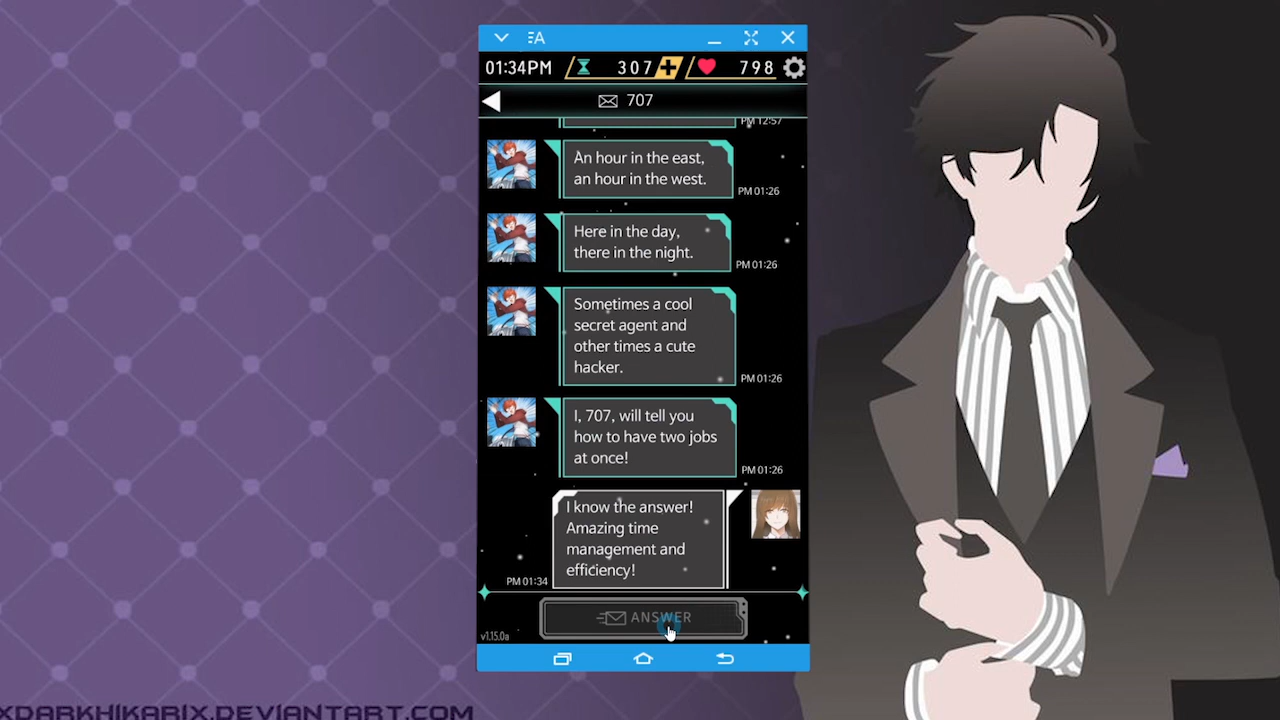 A
01:34PM
307
798
707
PM 12:57
An hour in the east,
an hour in the west.
PM 01:26
Here in the day,
there in the night.
PM 01:26
Sometimes a cool
secret agent and
other times a cute
hacker.
PM 01:26
I, 707, will tell you
how to have two jobs
at once!
PM 01:26
I know the answer!
Amazing time
management and
efficiency!
PM 01:34
ANSWER
v1.15.0a
XDARKHIKARIX.DEVIANTART.COM